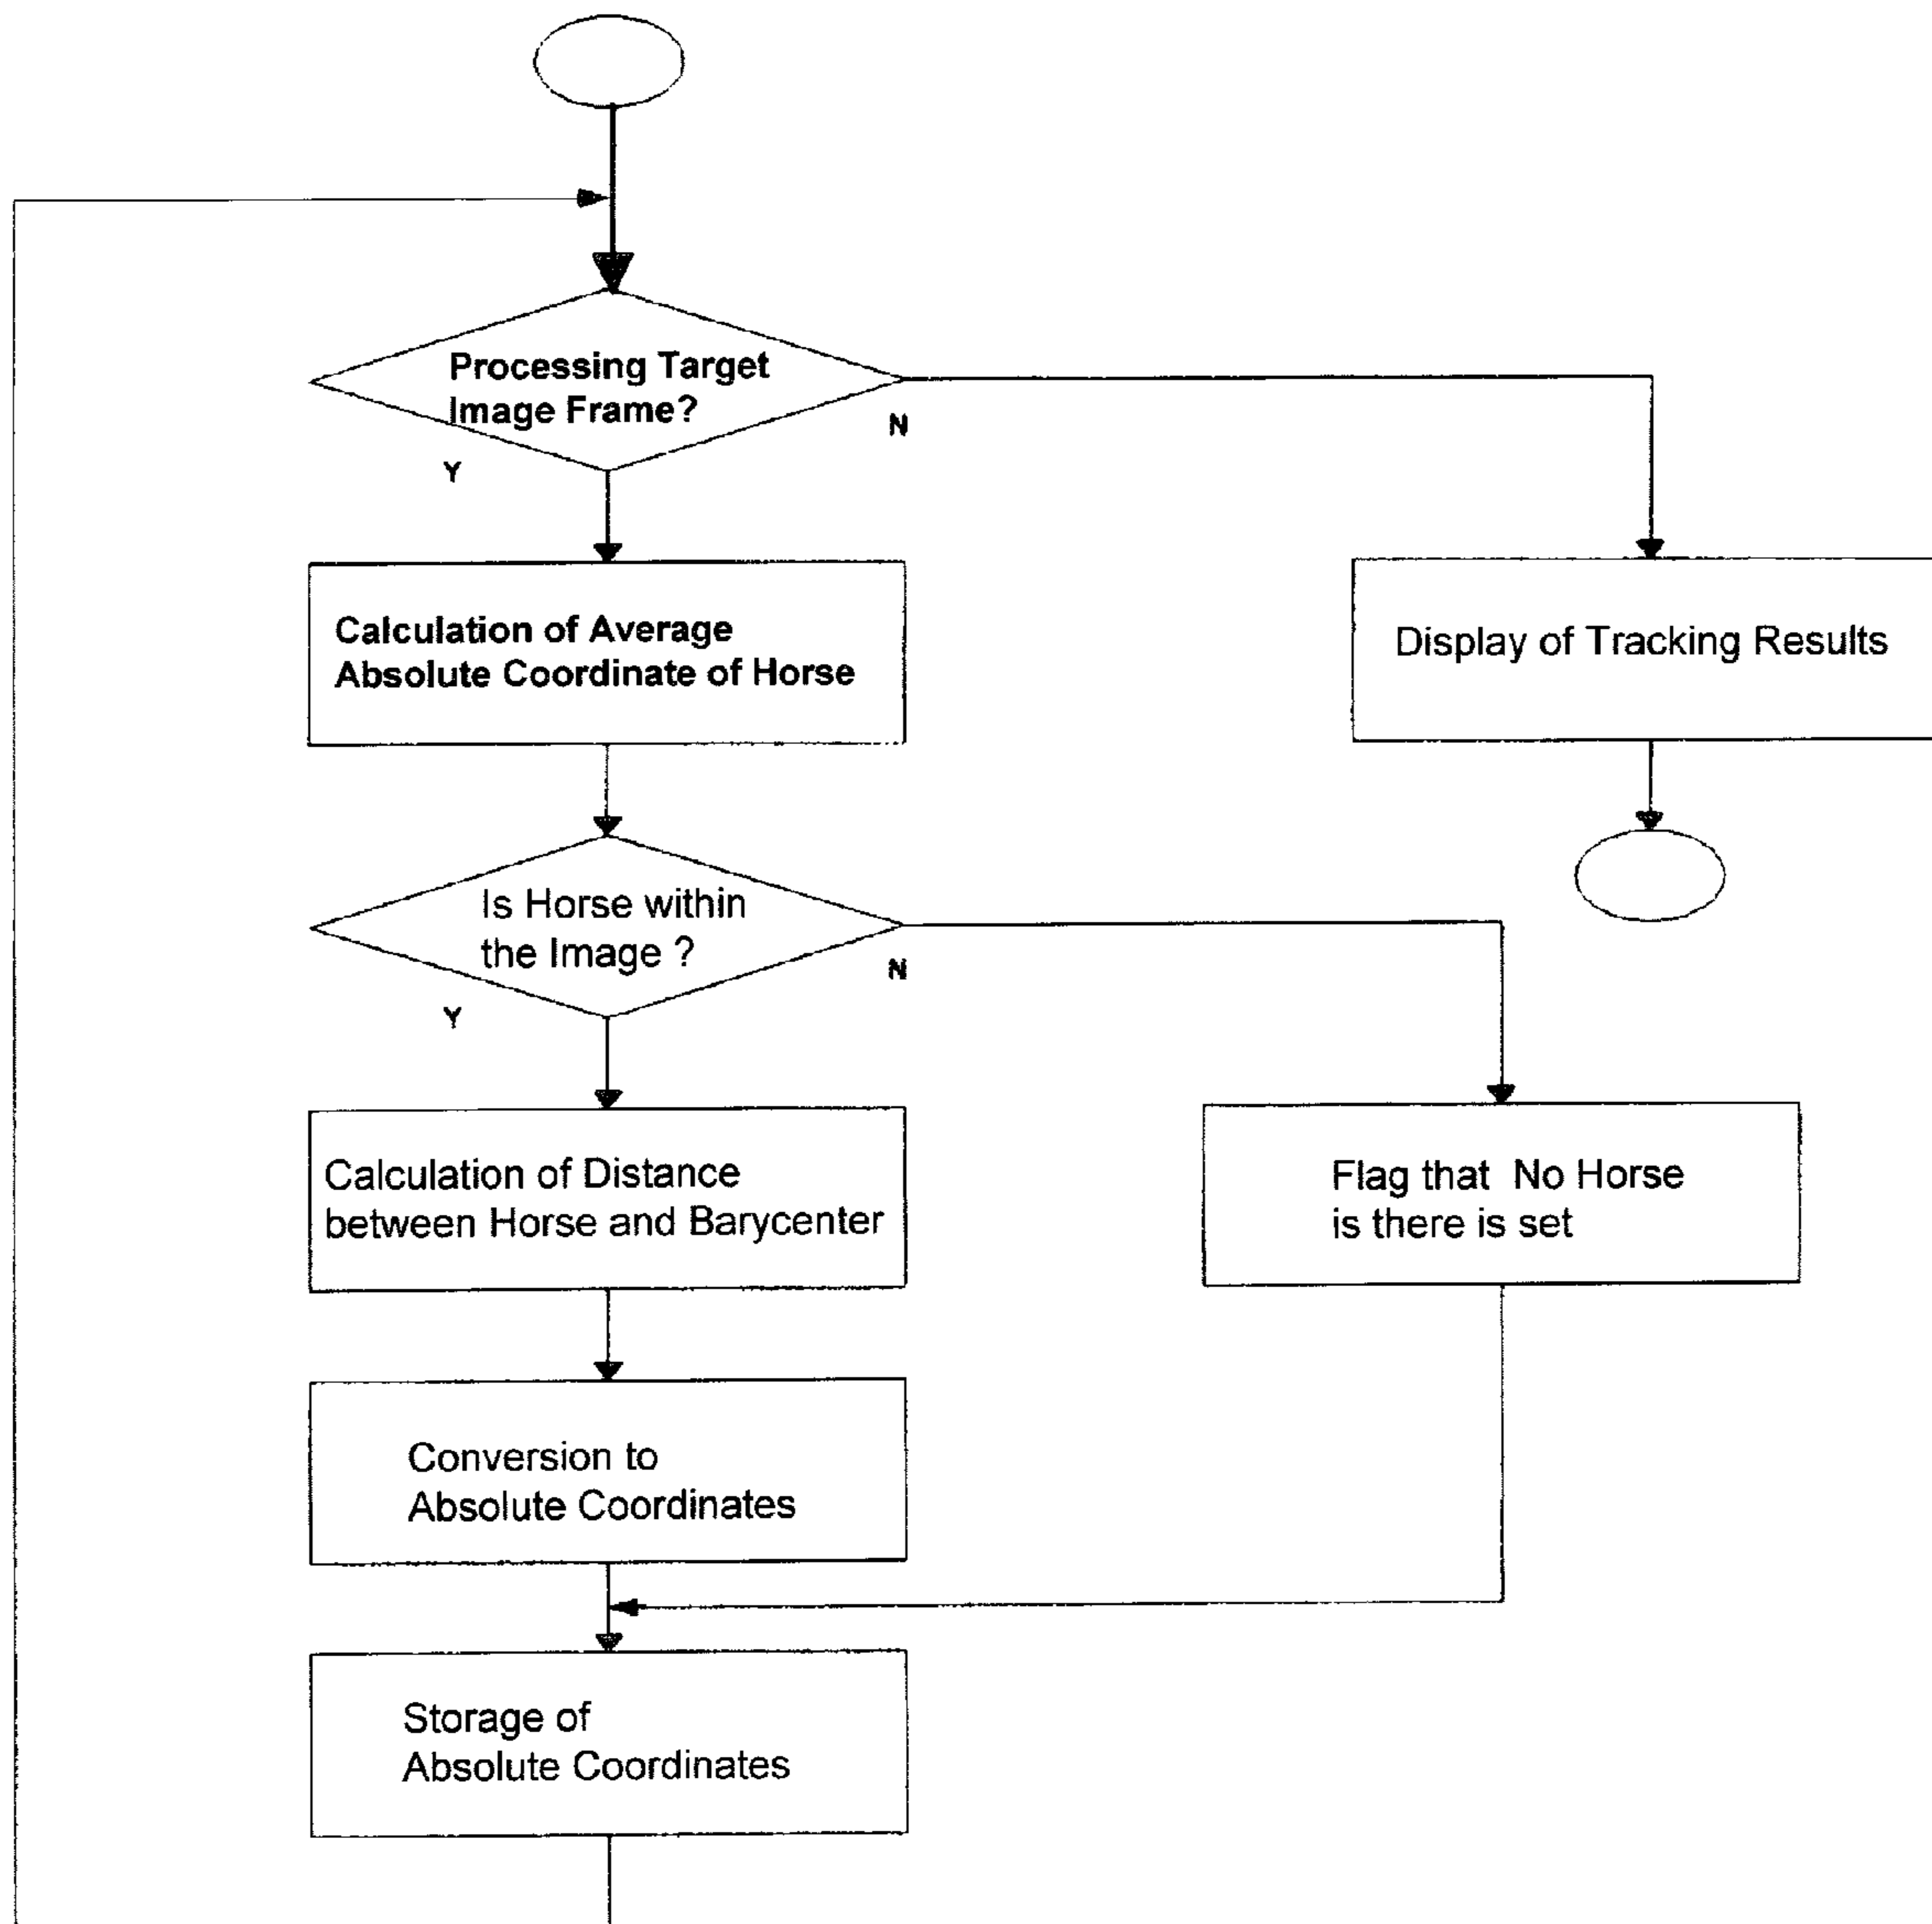 Processing Target
Image Frame?
N
Y
Calculation of Average
Absolute Coordinate of Horse
Display of Tracking Results
Is Horse within
the Image ?
N
Y
Calculation of Distance
between Horse and Barycenter
Flag that No Horse
is there is set
Conversion to
Absolute Coordinates
Storage of
Absolute Coordinates